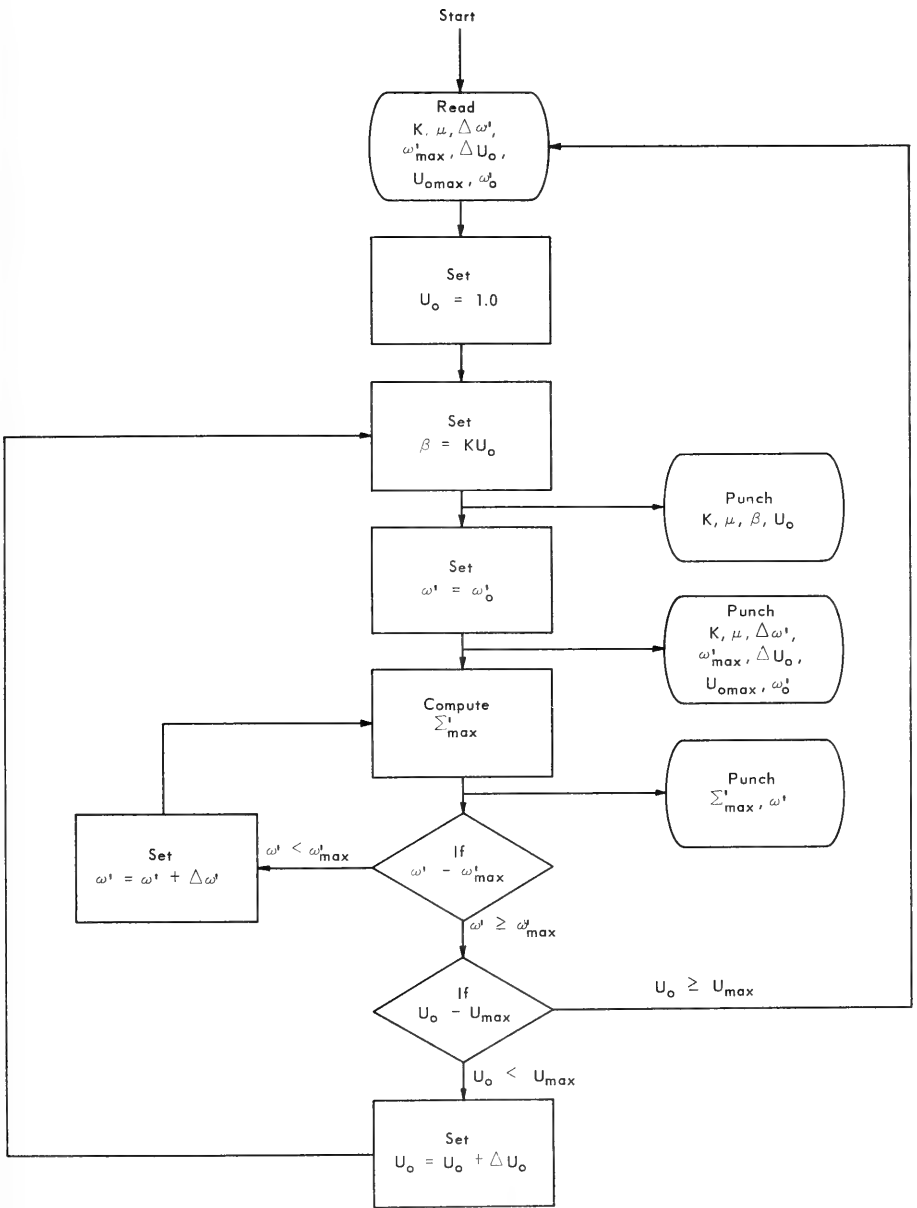 Start
Read
K, μ, Δω',
ω'max, ΔUo,
Uomax, ω'o
Set
Uo = 1.0
Set
β = KUo
Punch
K, μ, β, Uo
Set
ω' = ω'o
Punch
K, μ, Δω',
ω'max, ΔUo,
Uomax, ωo'
Compute
Σ'max
Punch
Σ'max, ω'
If
ω' - ω'max
ω' < ω'max
Set
ω' = ω' + Δω'
ω' ≥ ω'max
If
Uo - Umax
Uo ≥ Umax
Uo < Umax
Set
Uo = Uo + ΔUo